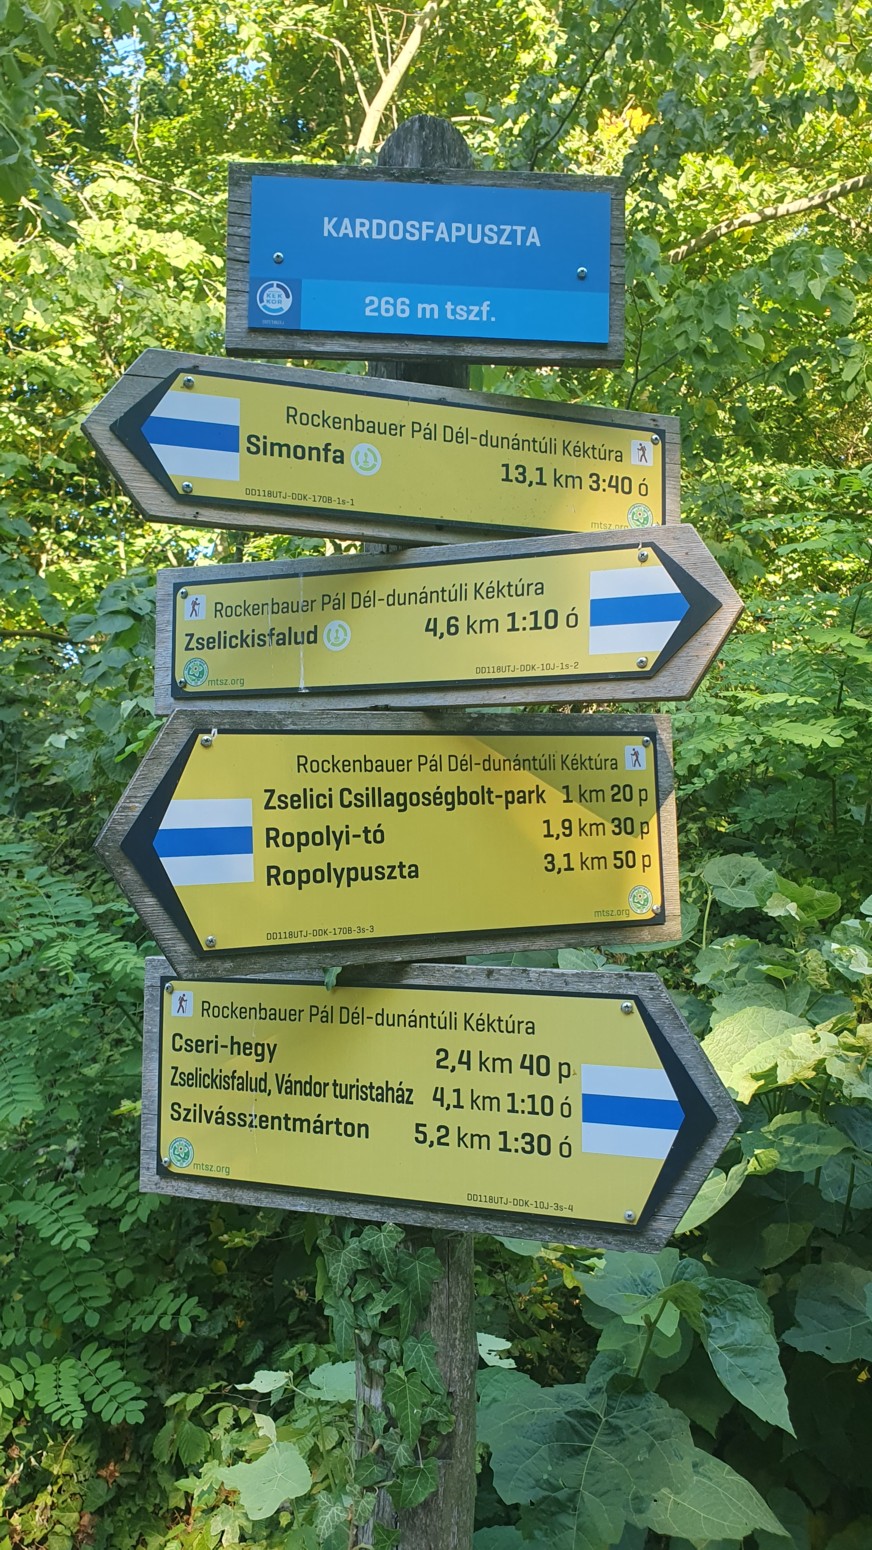 KARDOSFAPUSZTA
KÉK
KÖR
266 m tszf.
Rockenbauer Pál Dél-dunántúli Kéktúra
Simonfa
13,1 km 3:40 ó
DD118UTJ-DDK-170B-1s-1
mtsz.org
Rockenbauer Pál Dél-dunántúli Kéktúra
Zselickisfalud 4,6 km 1:10 ó
mtsz.org
DD118UTJ-DDK-10J-1s-2
Rockenbauer Pál Dél-dunántúli Kéktúra
Zselici Csillagoségbolt-park 1 km 20 p
Ropolyi-tó 1,9 km 30 p
Ropolypuszta 3,1 km 50 p
DD118UTJ-DDK-170B-3s-3
mtsz.org
Rockenbauer Pál Dél-dunántúli Kéktúra
Cseri-hegy 2,4 km 40 p
Zselickisfalud, Vándor turistaház 4,1 km 1:10 ó
Szilvásszentmárton 5,2 km 1:30 ó
mtsz.org
DD118UTJ-DDK-10J-3s-4